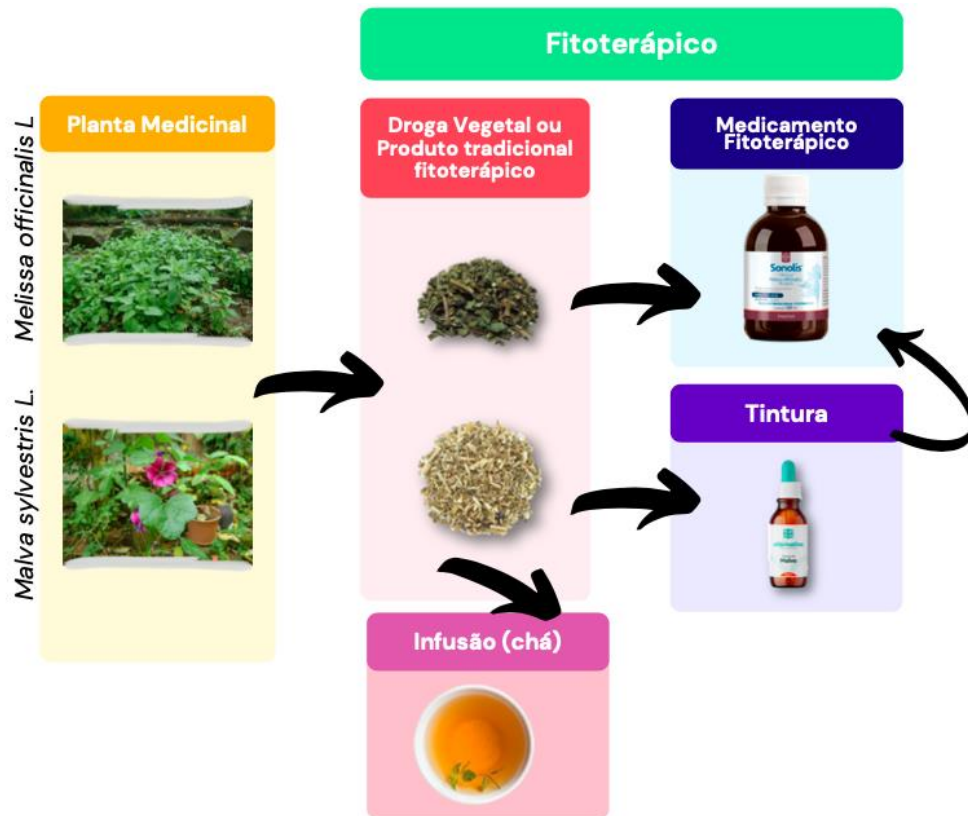 Fitoterápico
Planta Medicinal
Droga Vegetal ou
Produto tradicional
fitoterápico
Medicamento
Fitoterápico
Melissa officinalis L
Malva sylvestris L.
Sonolis
Tintura
Malva
Infusão (chá)